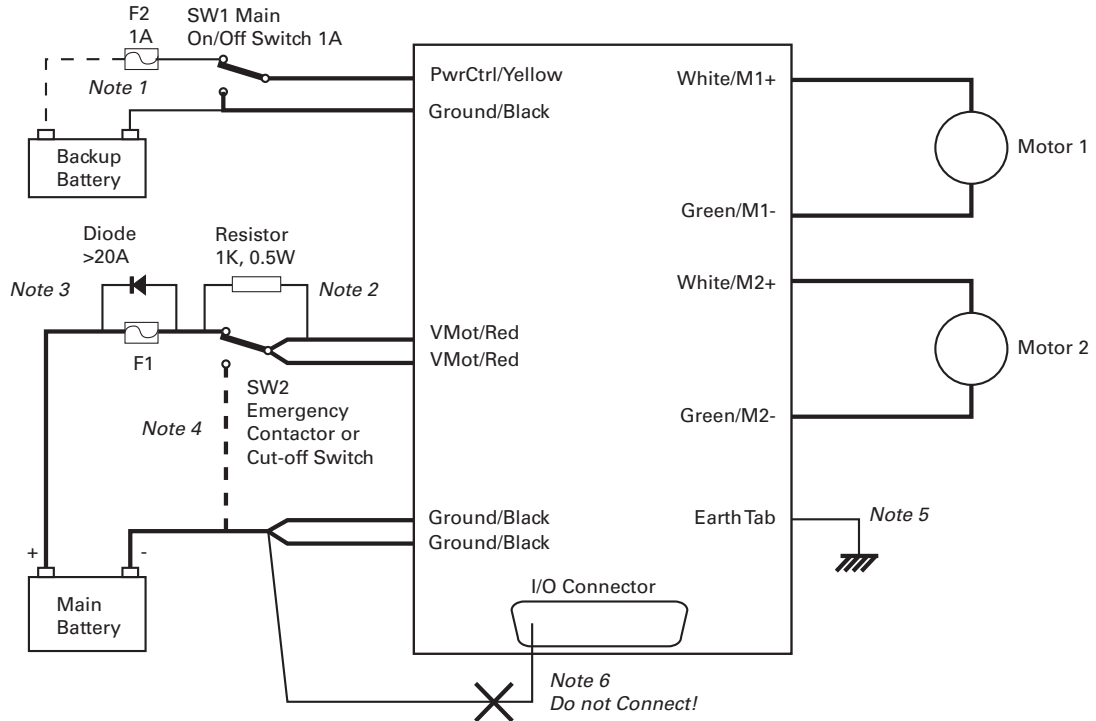 F2
1A
SW1 Main
On/Off Switch 1A
Note 1
PwrCtrl/Yellow
Ground/Black
White/M1+
Motor 1
Green/M1-
Backup
Battery
Diode
>20A
Resistor
1K, 0.5W
Note 3
Note 2
F1
VMot/Red
VMot/Red
White/M2+
Motor 2
Green/M2-
SW2
Emergency
Contactor or
Cut-off Switch
Note 4
Ground/Black
Ground/Black
Earth Tab
Note 5
+
-
Main
Battery
I/O Connector
Note 6
Do not Connect!